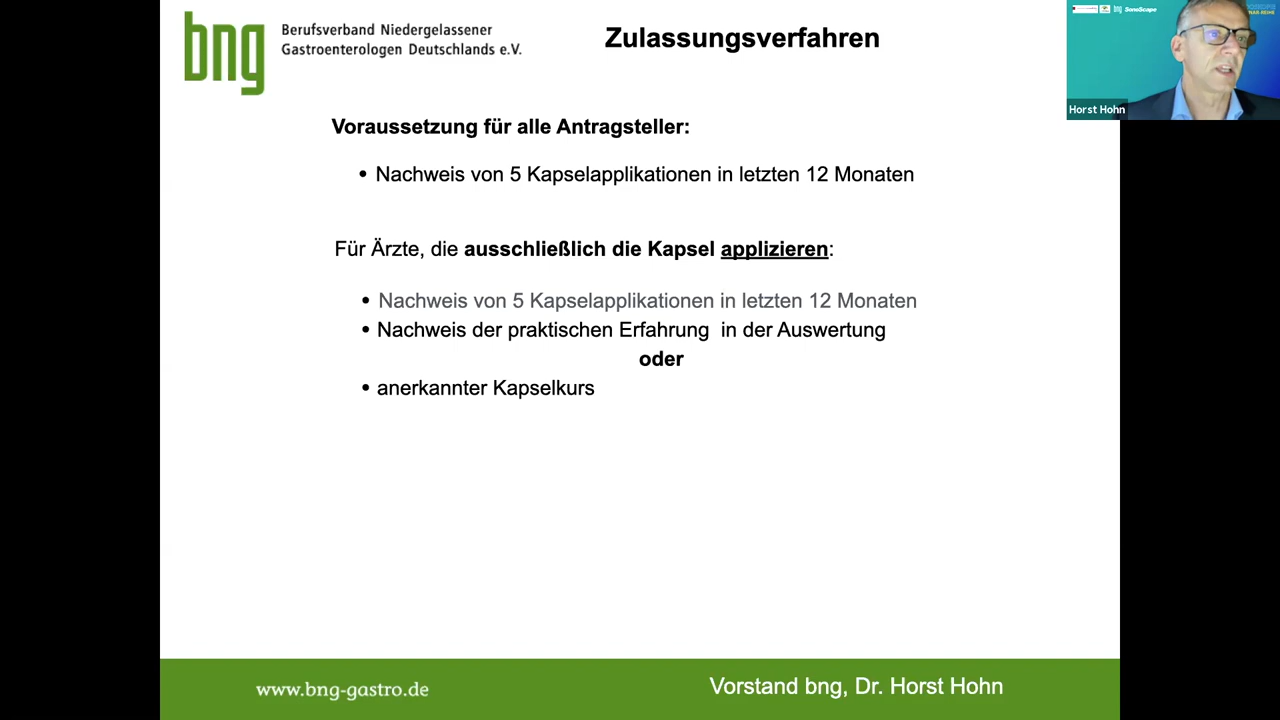 bng
Berufsverband Niedergelassener
Gastroenterologen Deutschlands e.V.
Zulassungsverfahren
SonoScape
Horst Hohn
Voraussetzung für alle Antragsteller:
• Nachweis von 5 Kapselapplikationen in letzten 12 Monaten
Für Ärzte, die ausschließlich die Kapsel applizieren:
• Nachweis von 5 Kapselapplikationen in letzten 12 Monaten
• Nachweis der praktischen Erfahrung in der Auswertung
oder
• anerkannter Kapselkurs
www.bng-gastro.de
Vorstand bng, Dr. Horst Hohn